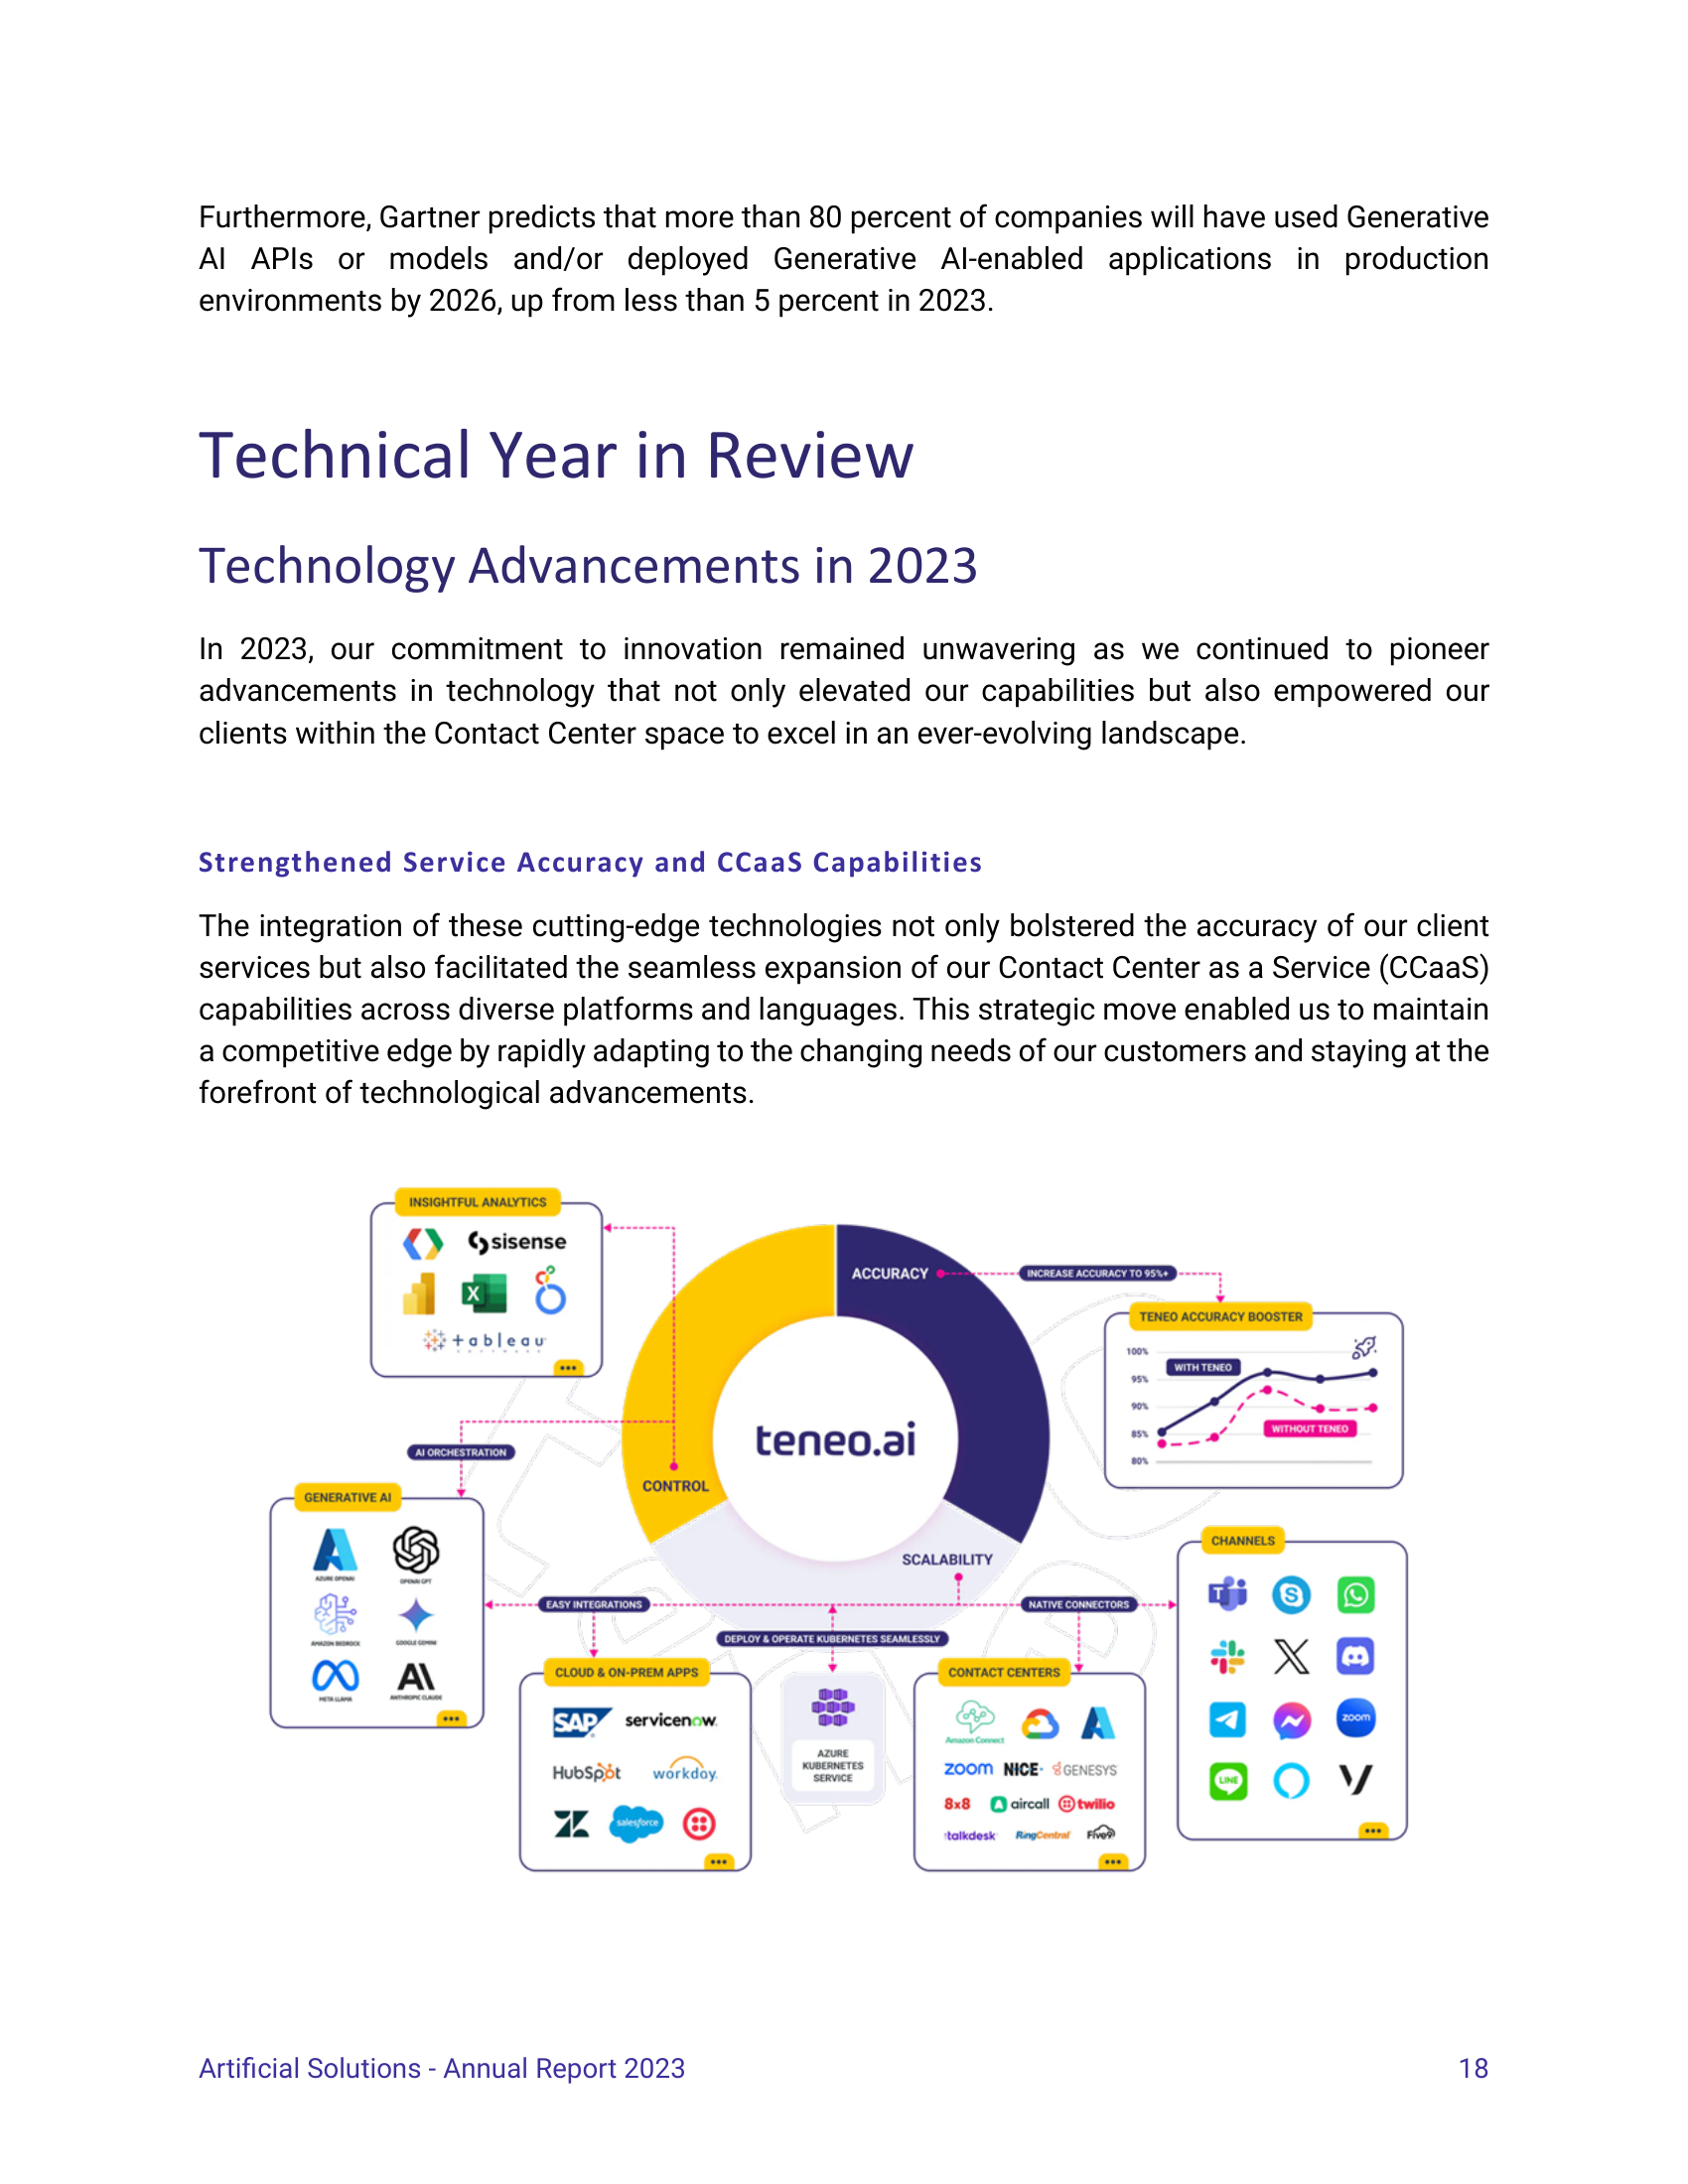 Furthermore, Gartner predicts that more than 80 percent of companies will have used Generative
AI APIs or models and/or deployed Generative AI-enabled applications in production
environments by 2026, up from less than 5 percent in 2023.
Technical Year in Review
Technology Advancements in 2023
In 2023, our commitment to innovation remained unwavering as we continued to pioneer
advancements in technology that not only elevated our capabilities but also empowered our
clients within the Contact Center space to excel in an ever-evolving landscape.
Strengthened Service Accuracy and CCaaS Capabilities
The integration of these cutting-edge technologies not only bolstered the accuracy of our client
services but also facilitated the seamless expansion of our Contact Center as a Service (CCaaS)
capabilities across diverse platforms and languages. This strategic move enabled us to maintain
a competitive edge by rapidly adapting to the changing needs of our customers and staying at the
forefront of technological advancements.
INSIGHTFUL ANALYTICS
sisense
X
+ableau
SOFTWARE
ACCURACY
INCREASE ACCURACY TO 95%+
TENEO ACCURACY BOOSTER
100%
95%
90%
85%
80%
WITH TENEO
WITHOUT TENEO
teneo.ai
CONTROL
AI ORCHESTRATION
GENERATIVE AI
AZURE OPENAI
OPENAI GPT
AMAZON BEDROCK
GOOGLE GEMINI
META LLAMA
ANTHROPIC CLAUDE
SCALABILITY
EASY INTEGRATIONS
NATIVE CONNECTORS
DEPLOY & OPERATE KUBERNETES SEAMLESSLY
CLOUD & ON-PREM APPS
SAP
servicenow
HubSpot
workday.
salesforce
AZURE
KUBERNETES
SERVICE
CONTACT CENTERS
Amazon Connect
zoom NICE GENESYS
8x8 aircall twilio
talkdesk RingCentral Five9
CHANNELS
T
S
zoom
LINE
Artificial Solutions - Annual Report 2023
18